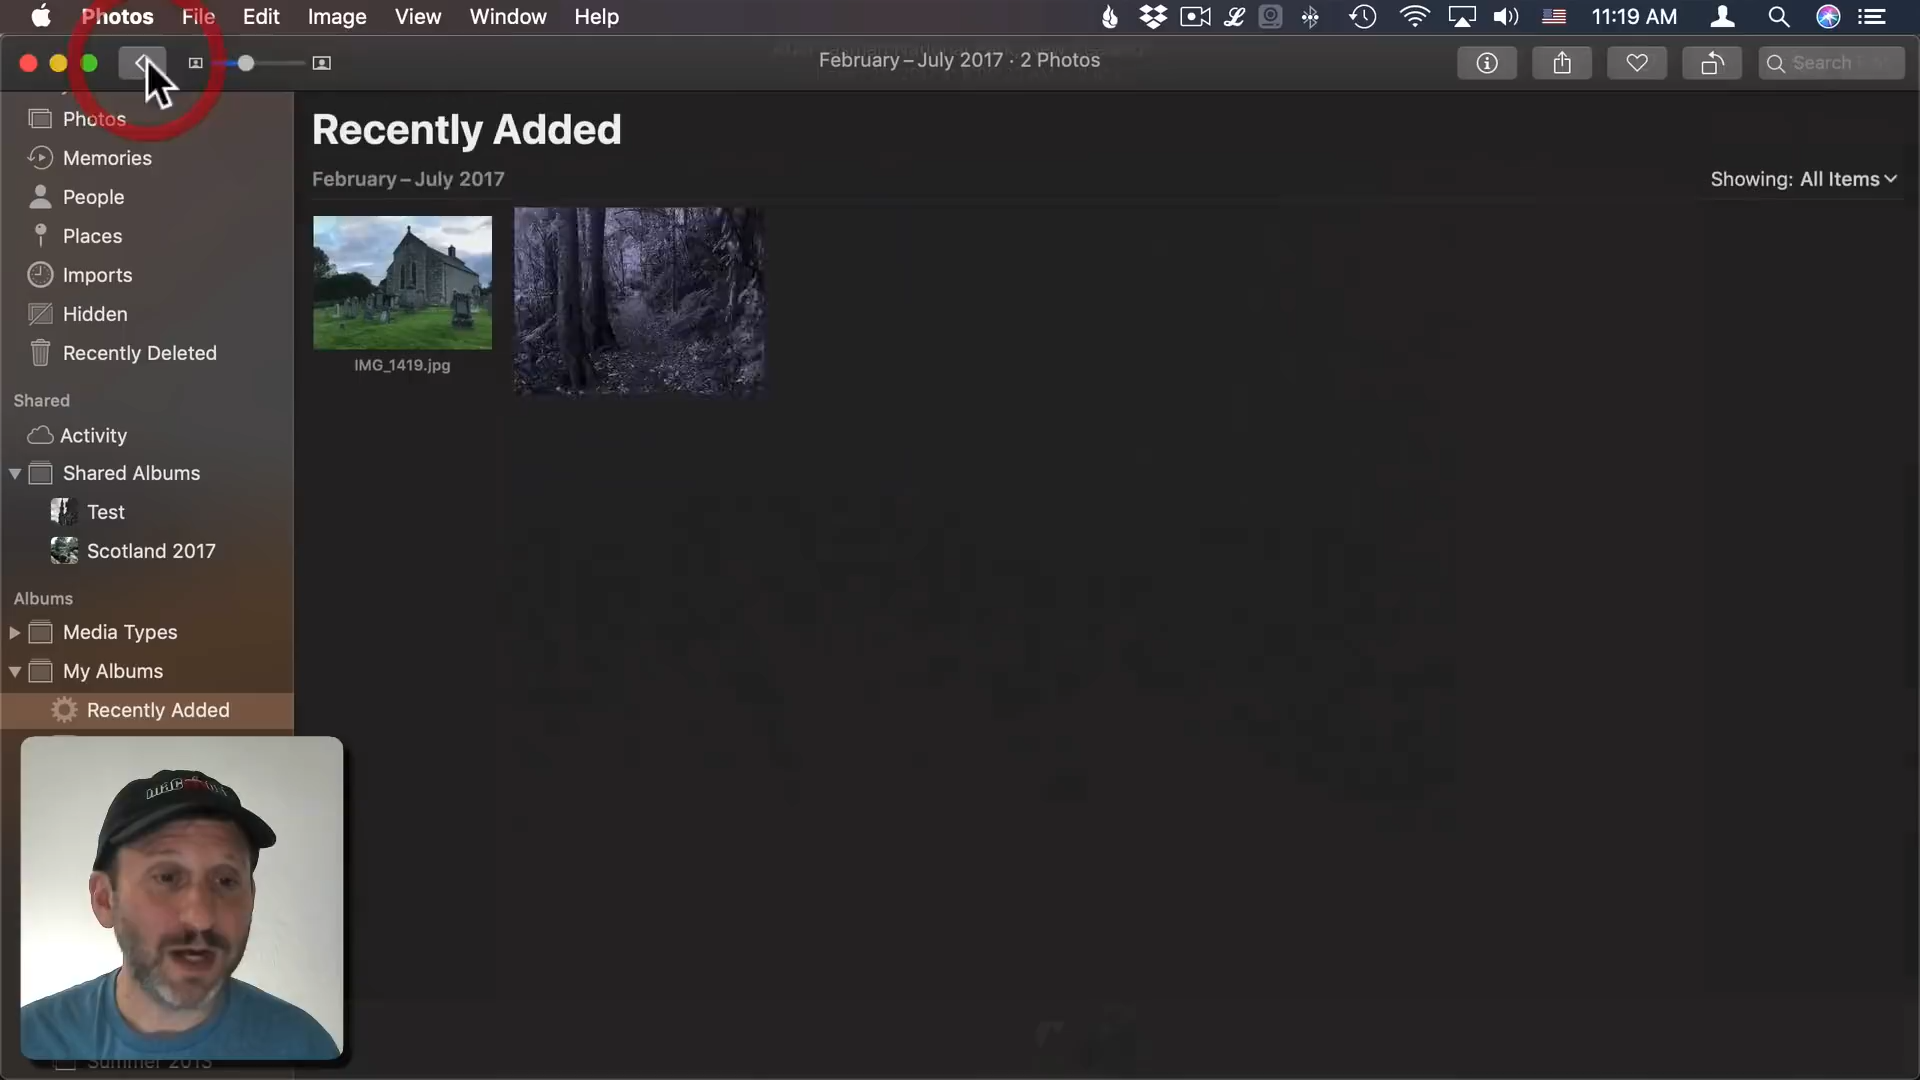 Photos File Edit Image View Window Help 11:19 AM
February – July 2017 · 2 Photos
Search
Photos
Memories
People
Places
Imports
Hidden
Recently Deleted
Shared
Activity
Shared Albums
Test
Scotland 2017
Albums
Media Types
My Albums
Recently Added
Summer 2013
Recently Added
February – July 2017
Showing: All Items
IMG_1419.jpg